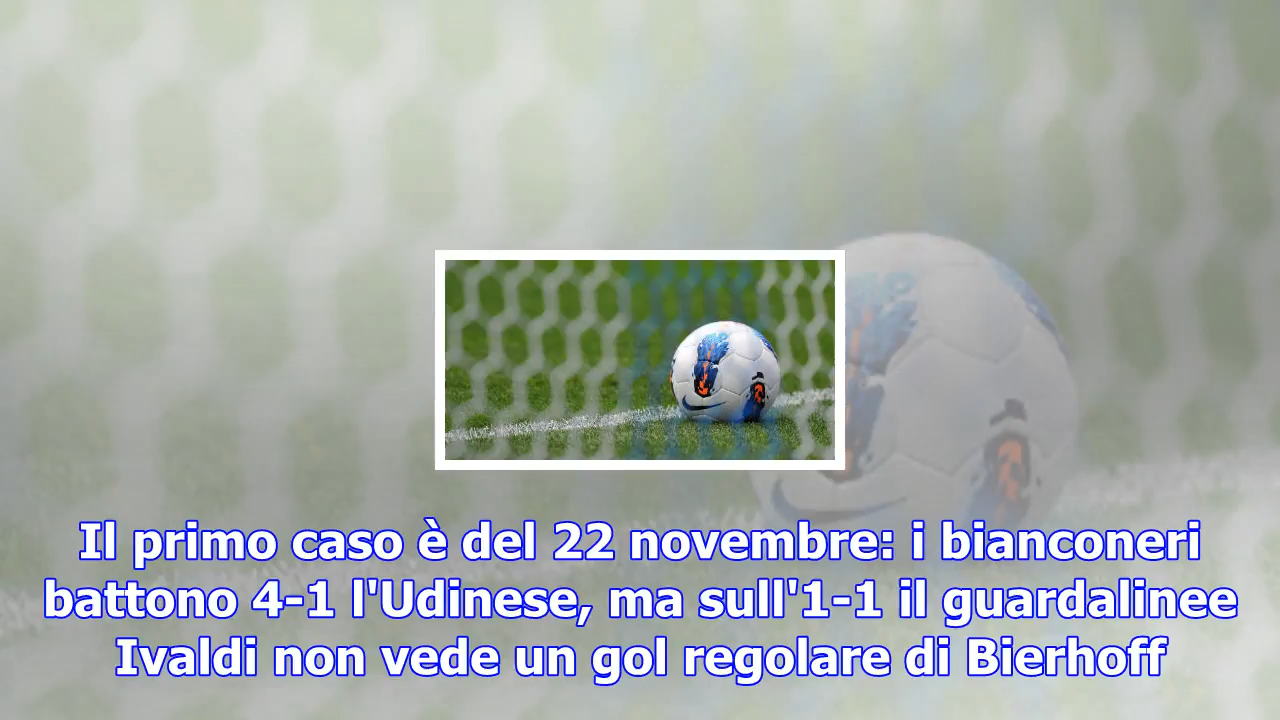 Il primo caso è del 22 novembre: i bianconeri
battono 4-1 l'Udinese, ma sull'1-1 il guardalinee
Ivaldi non vede un gol regolare di Bierhoff